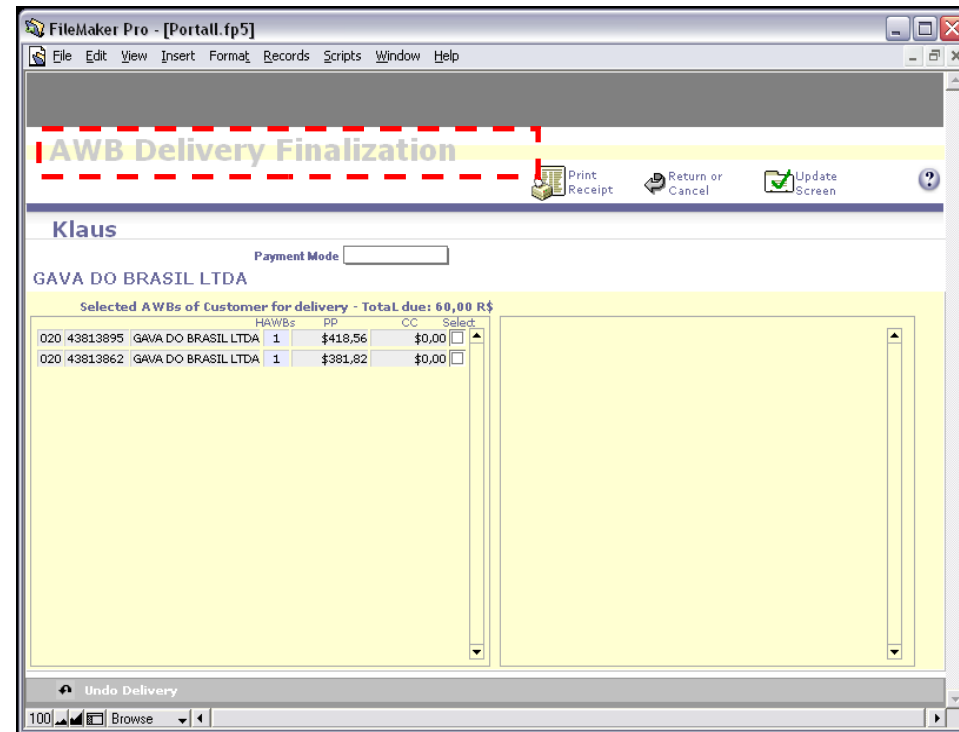 FileMaker Pro - [Portall.fp5]
File Edit View Insert Format Records Scripts Window Help
AWB Delivery Finalization
Print Receipt
Return or Cancel
Update Screen
?
Klaus
Payment Mode
GAVA DO BRASIL LTDA
Selected AWBs of Customer for delivery - TotaL due: 60,00 R$
HAWBs PP CC Select
020 43813895 GAVA DO BRASIL LTDA 1 $418,56 $0,00
020 43813862 GAVA DO BRASIL LTDA 1 $381,82 $0,00
Undo Delivery
100 Browse